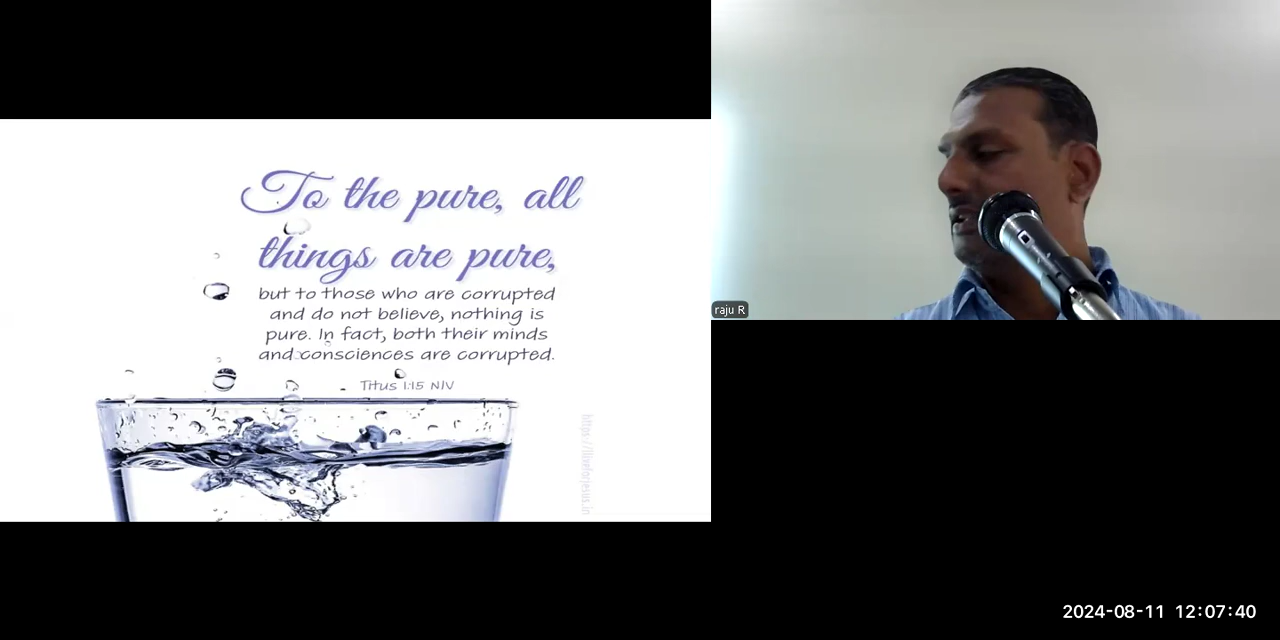 To the pure, all
things are pure,
but to those who are corrupted
and do not believe, nothing is
pure. In fact, both their minds
and consciences are corrupted.
Titus 1:15 NIV
raju R
2024-08-11 12:07:40